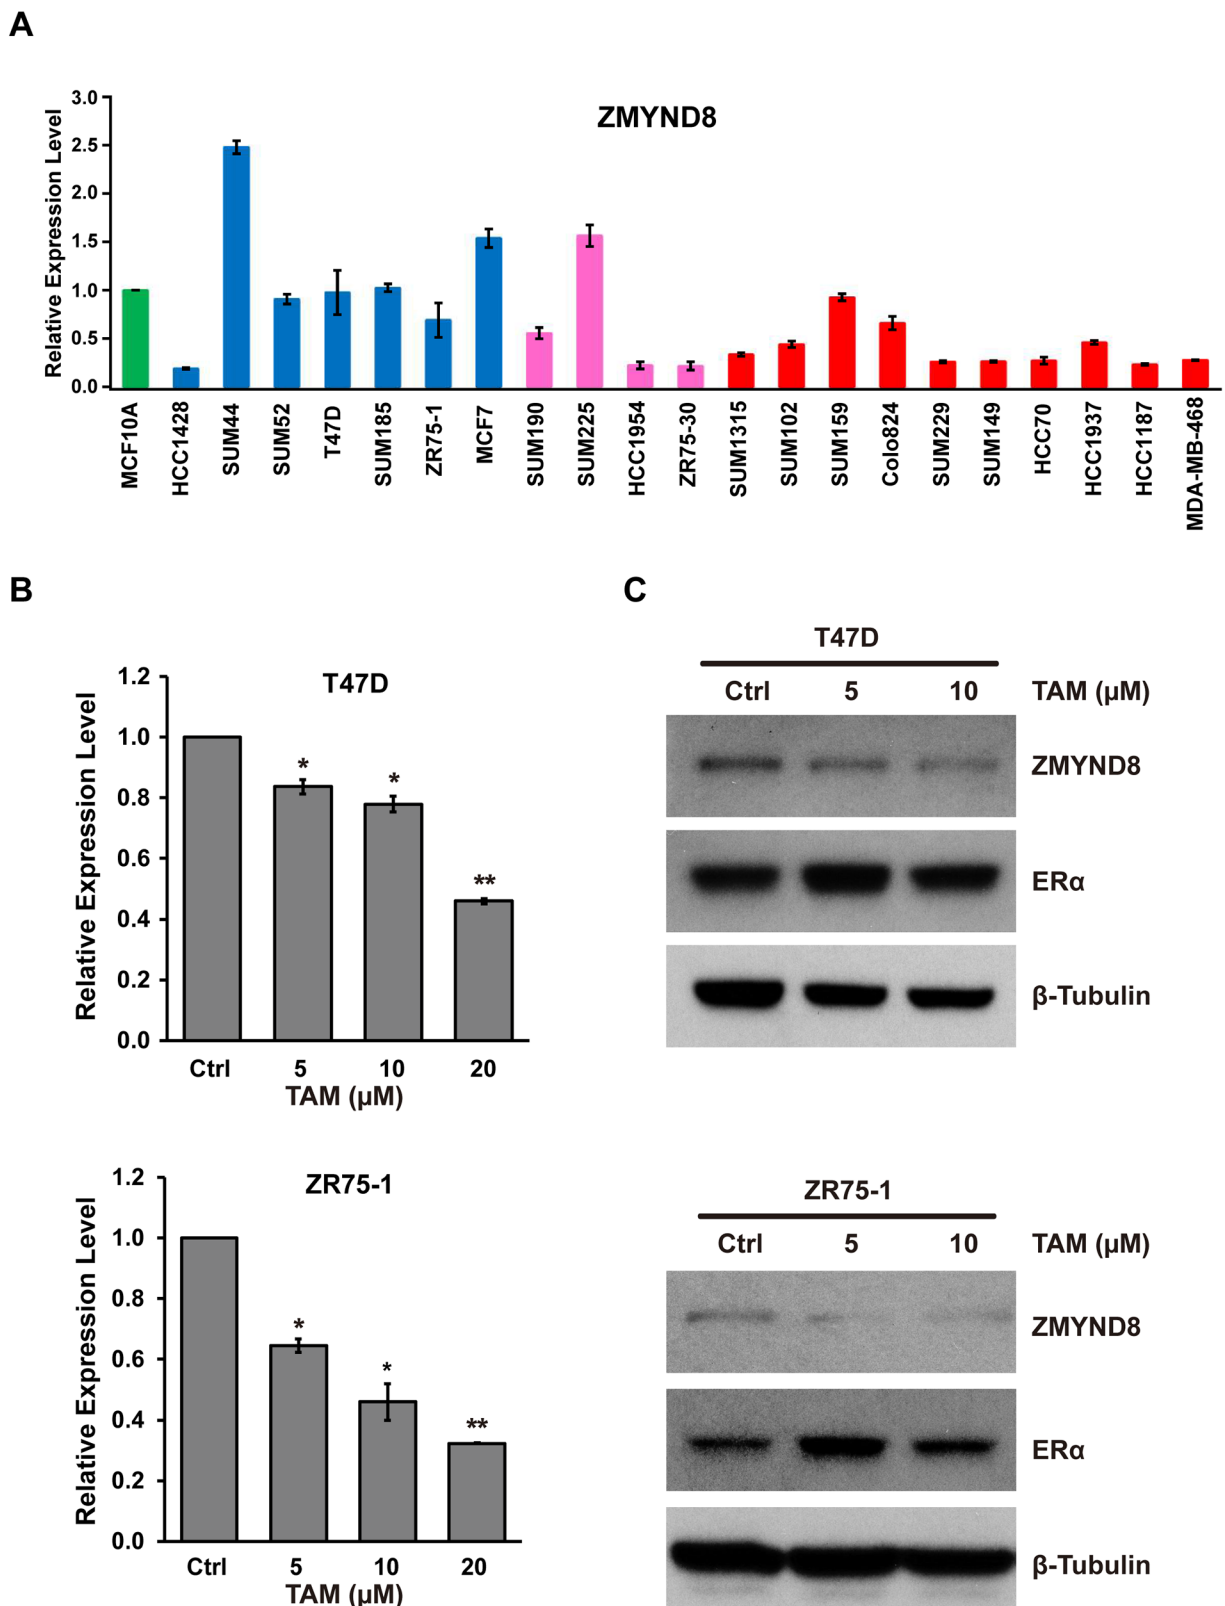 A
ZMYND8
Relative Expression Level
3.0
2.5
2.0
1.5
1.0
0.5
0.0
MCF10A
HCC1428
SUM44
SUM52
T47D
SUM185
ZR75-1
MCF7
SUM190
SUM225
HCC1954
ZR75-30
SUM1315
SUM102
SUM159
Colo824
SUM229
SUM149
HCC70
HCC1937
HCC1187
MDA-MB-468
B
T47D
Relative Expression Level
1.2
1.0
0.8
0.6
0.4
0.2
0.0
*
*
**
Ctrl 5 10 20
TAM (µM)
ZR75-1
Relative Expression Level
1.2
1.0
0.8
0.6
0.4
0.2
0.0
*
*
**
Ctrl 5 10 20
TAM (µM)
C
T47D
Ctrl 5 10 TAM (µM)
ZMYND8
ERα
β-Tubulin
ZR75-1
Ctrl 5 10 TAM (µM)
ZMYND8
ERα
β-Tubulin